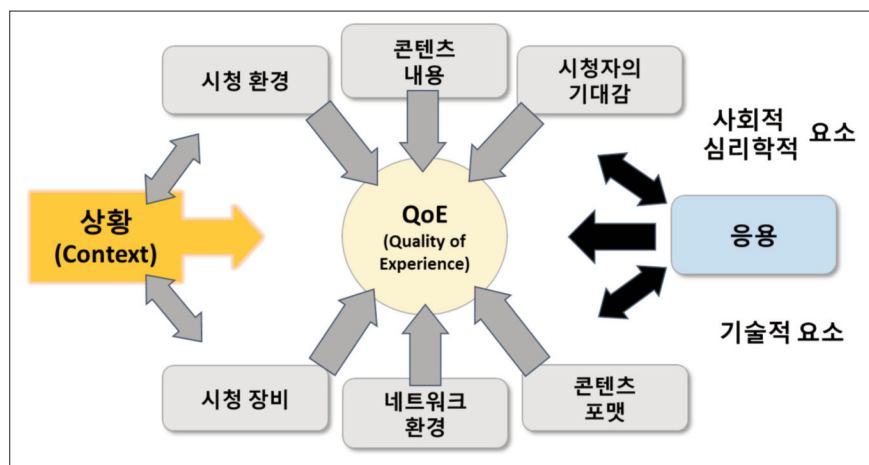 시청 환경
콘텐츠
내용
시청자의
기대감
사회적
심리학적
요소
상황
(Context)
QoE
(Quality of
Experience)
응용
기술적 요소
시청 장비
네트워크
환경
콘텐츠
포맷